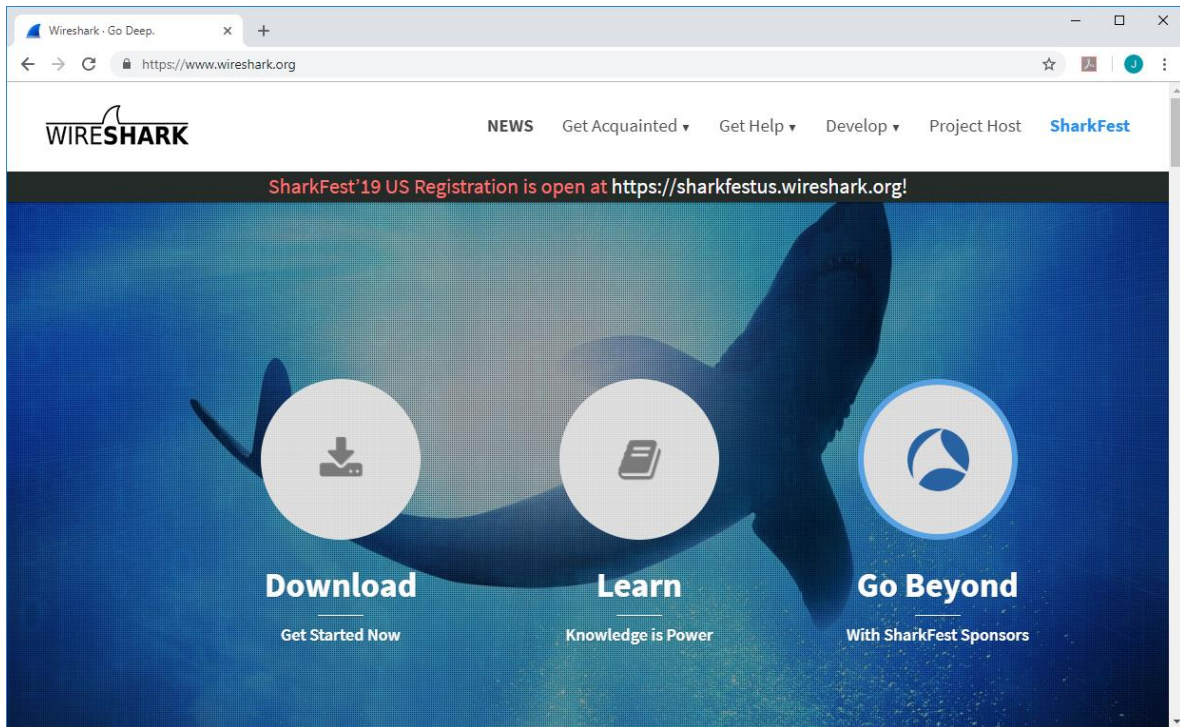 Wireshark · Go Deep.
https://www.wireshark.org
J
WIRESHARK
NEWS Get Acquainted ▾ Get Help ▾ Develop ▾ Project Host SharkFest
SharkFest’19 US Registration is open at https://sharkfestus.wireshark.org!
Download Learn Go Beyond
Get Started Now Knowledge is Power With SharkFest Sponsors